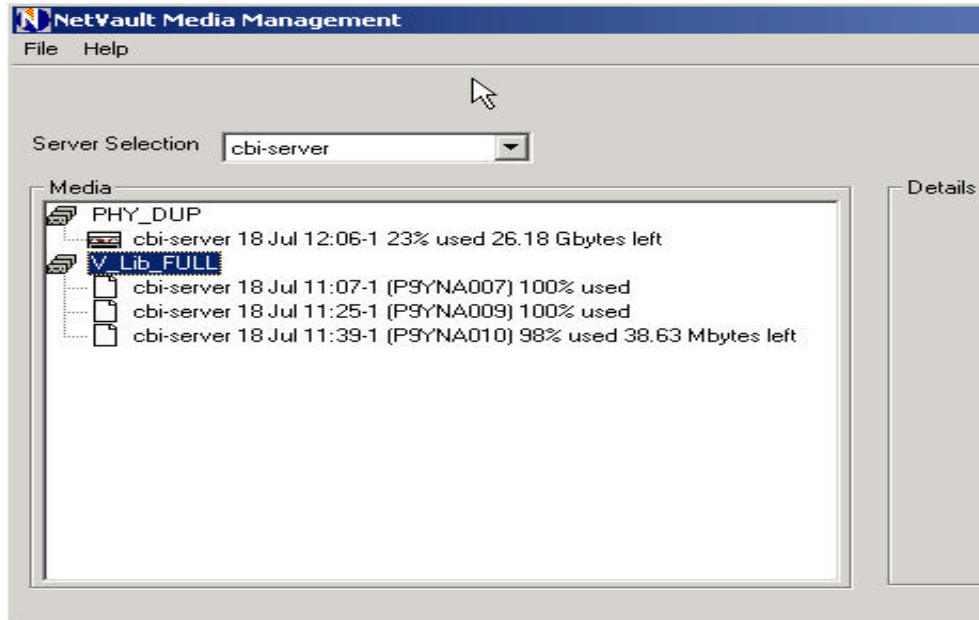 NetVault Media Management
File Help
Server Selection cbi-server
Media
Details
PHY_DUP
cbi-server 18 Jul 12:06-1 23% used 26.18 Gbytes left
V_Lib_FULL
cbi-server 18 Jul 11:07-1 (P9YNA007) 100% used
cbi-server 18 Jul 11:25-1 (P9YNA009) 100% used
cbi-server 18 Jul 11:39-1 (P9YNA010) 98% used 38.63 Mbytes left